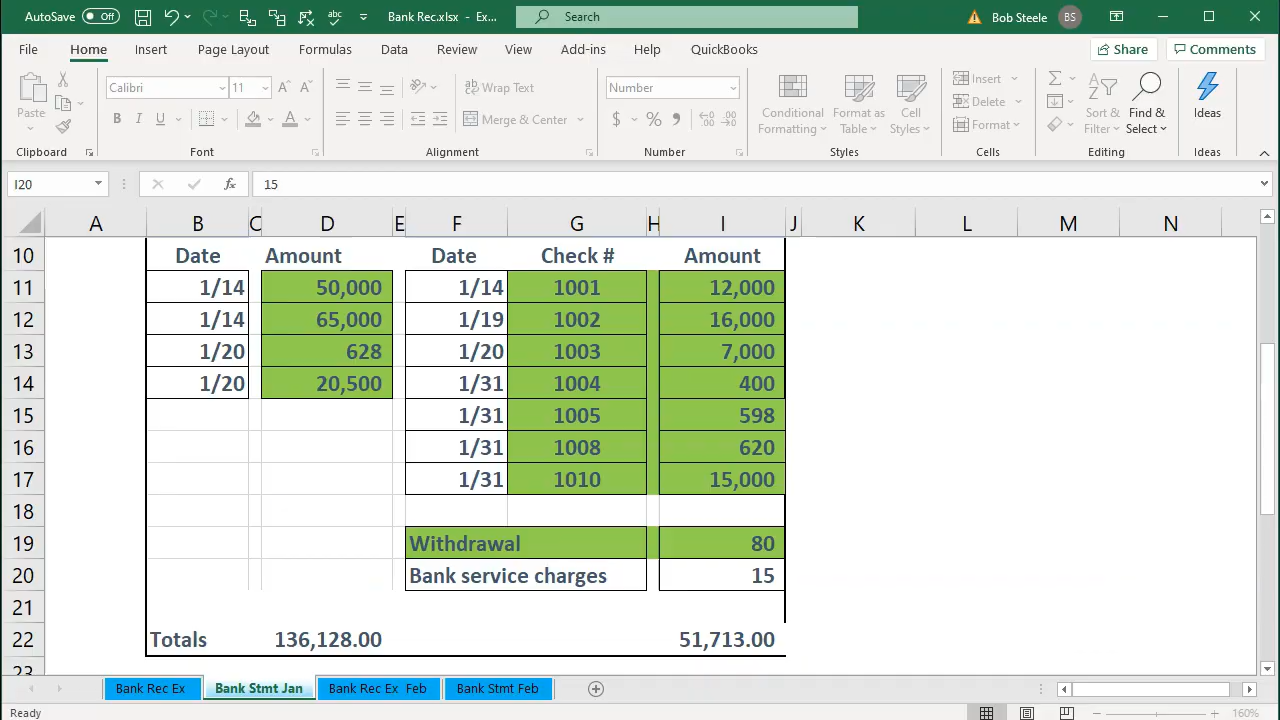 AutoSave Off Bank Rec.xlsx - Ex... Search Bob Steele BS
File Home Insert Page Layout Formulas Data Review View Add-ins Help QuickBooks Share Comments
Paste Calibri 11 Wrap Text Number Conditional Formatting Format as Table Cell Styles Insert Sort & Filter Find & Select Ideas
B I U Merge & Center $ % Delete
Format
Clipboard Font Alignment Number Styles Cells Editing Ideas
I20 fx 15
A B C D E F G H I J K L M N
10 Date Amount Date Check # Amount
11 1/14 50,000 1/14 1001 12,000
12 1/14 65,000 1/19 1002 16,000
13 1/20 628 1/20 1003 7,000
14 1/20 20,500 1/31 1004 400
15 1/31 1005 598
16 1/31 1008 620
17 1/31 1010 15,000
18
19 Withdrawal 80
20 Bank service charges 15
21
22 Totals 136,128.00 51,713.00
23
Bank Rec Ex Bank Stmt Jan Bank Rec Ex Feb Bank Stmt Feb
Ready 160%